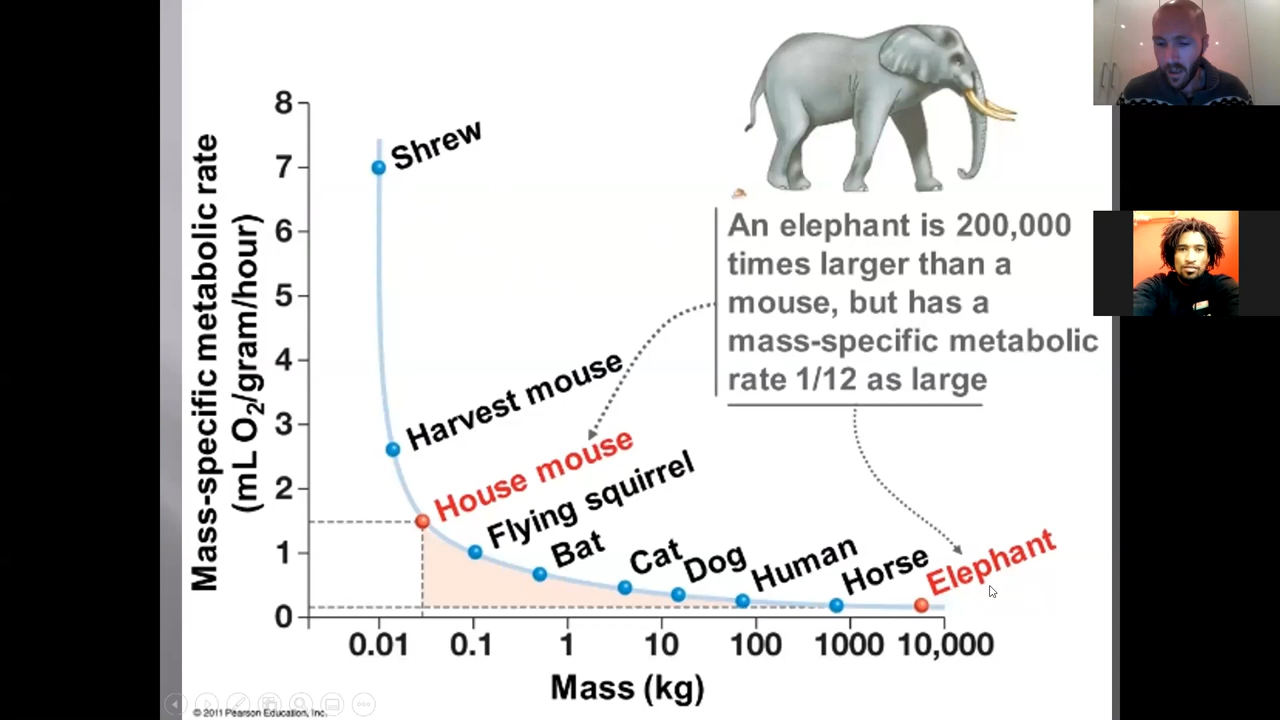 Mass-specific metabolic rate
(mL O₂/gram/hour)
8
7
6
5
4
3
2
1
0
Shrew
Harvest mouse
House mouse
Flying squirrel
Bat
Cat
Dog
Human
Horse
Elephant
An elephant is 200,000
times larger than a
mouse, but has a
mass-specific metabolic
rate 1/12 as large
0.01
0.1
1
10
100
1000
10,000
Mass (kg)
© 2011 Pearson Education, Inc.